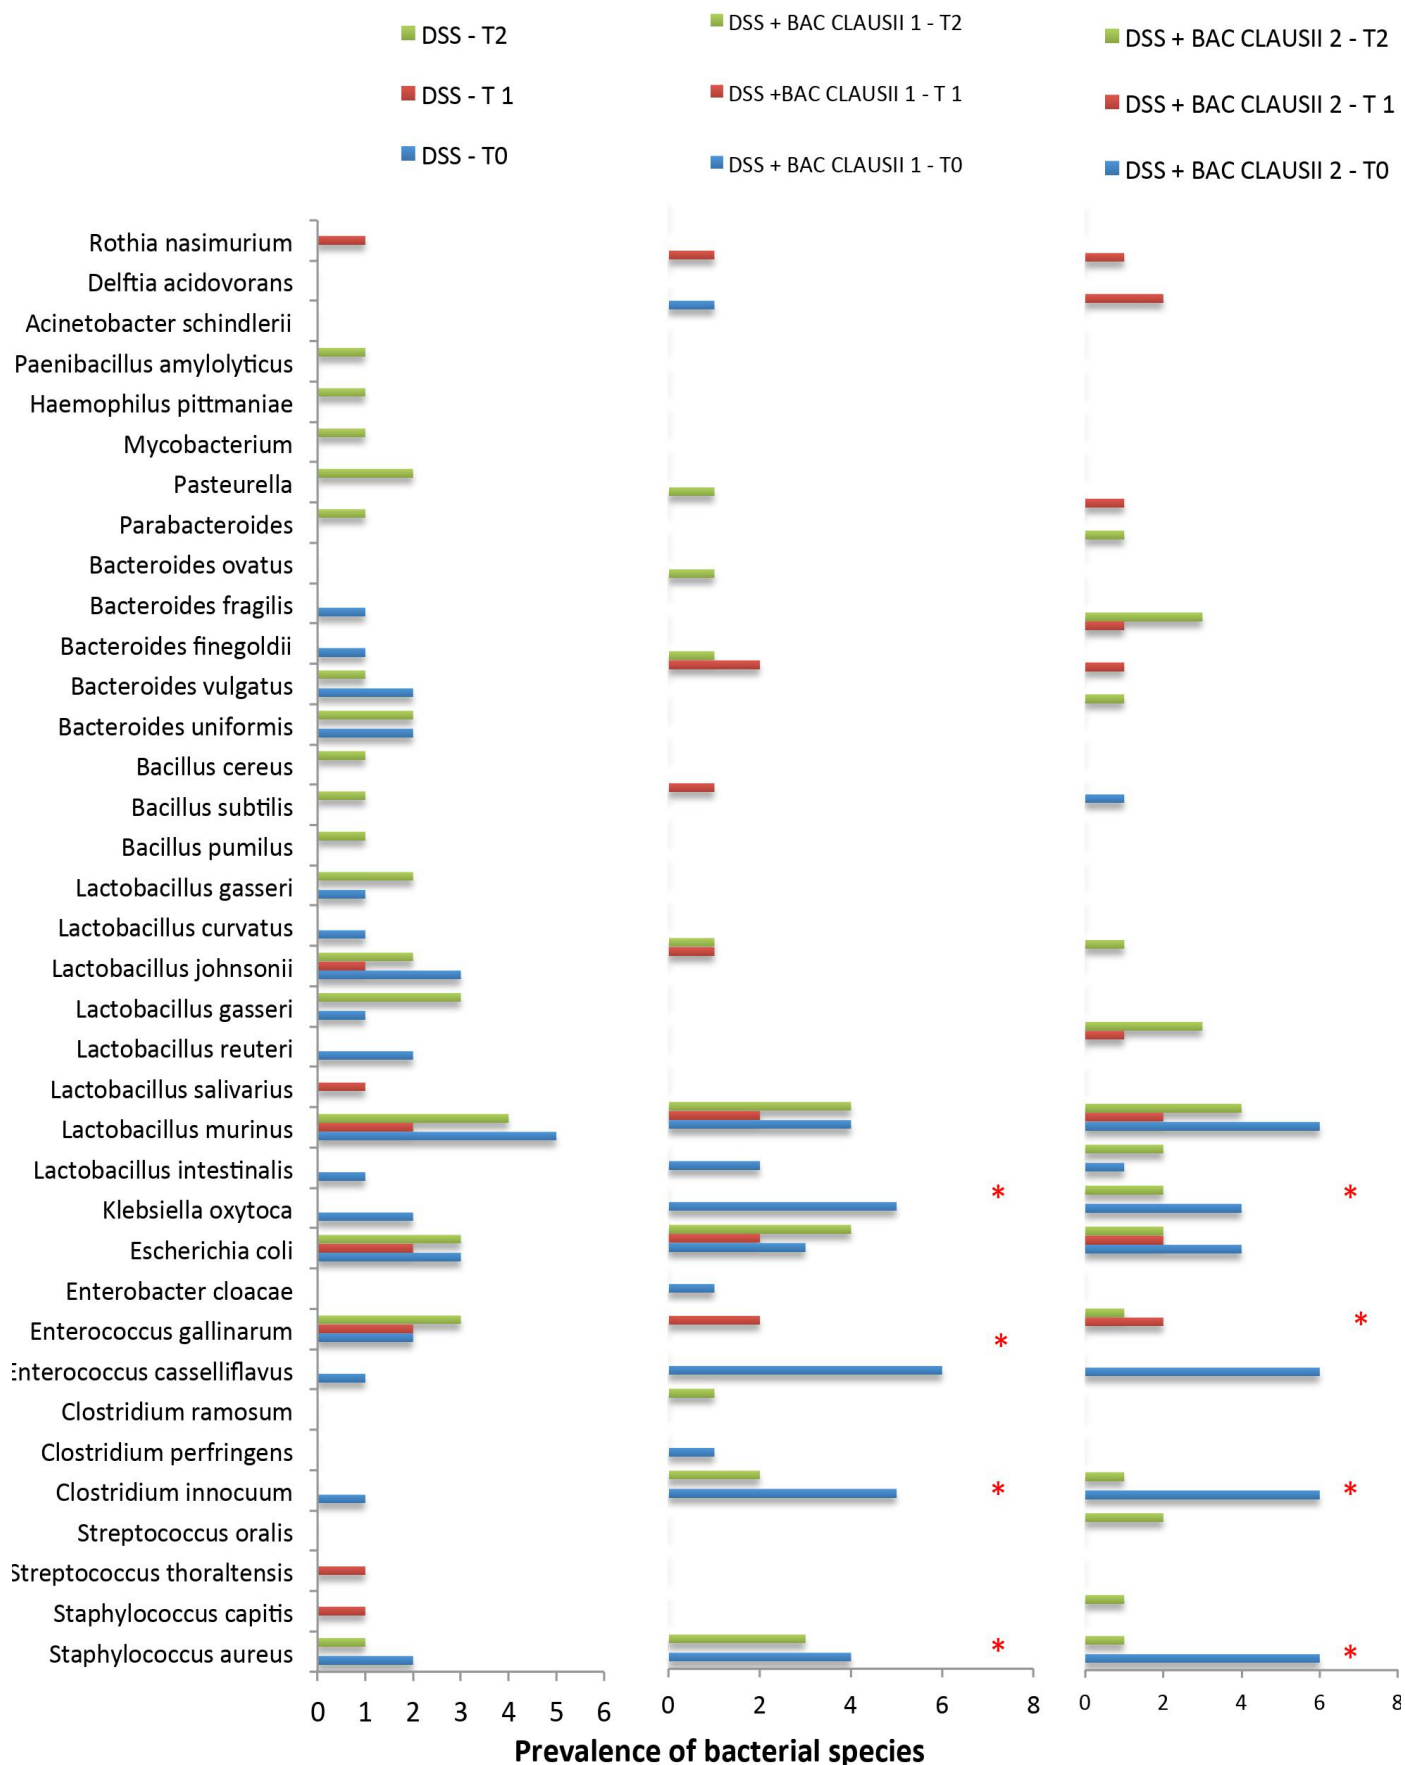 DSS - T2
DSS - T 1
DSS - T0
DSS + BAC CLAUSII 1 - T2
DSS +BAC CLAUSII 1 - T 1
DSS + BAC CLAUSII 1 - T0
DSS + BAC CLAUSII 2 - T2
DSS + BAC CLAUSII 2 - T 1
DSS + BAC CLAUSII 2 - T0
Rothia nasimurium
Delftia acidovorans
Acinetobacter schindlerii
Paenibacillus amylolyticus
Haemophilus pittmaniae
Mycobacterium
Pasteurella
Parabacteroides
Bacteroides ovatus
Bacteroides fragilis
Bacteroides finegoldii
Bacteroides vulgatus
Bacteroides uniformis
Bacillus cereus
Bacillus subtilis
Bacillus pumilus
Lactobacillus gasseri
Lactobacillus curvatus
Lactobacillus johnsonii
Lactobacillus gasseri
Lactobacillus reuteri
Lactobacillus salivarius
Lactobacillus murinus
Lactobacillus intestinalis
* *
Klebsiella oxytoca
Escherichia coli
Enterobacter cloacae
*
Enterococcus gallinarum
*
Enterococcus casselliflavus
Clostridium ramosum
Clostridium perfringens
Clostridium innocuum * *
Streptococcus oralis
Streptococcus thoraltensis
Staphylococcus capitis
Staphylococcus aureus * *
0 1 2 3 4 5 6
0 2 4 6 8
0 2 4 6 8
Prevalence of bacterial species